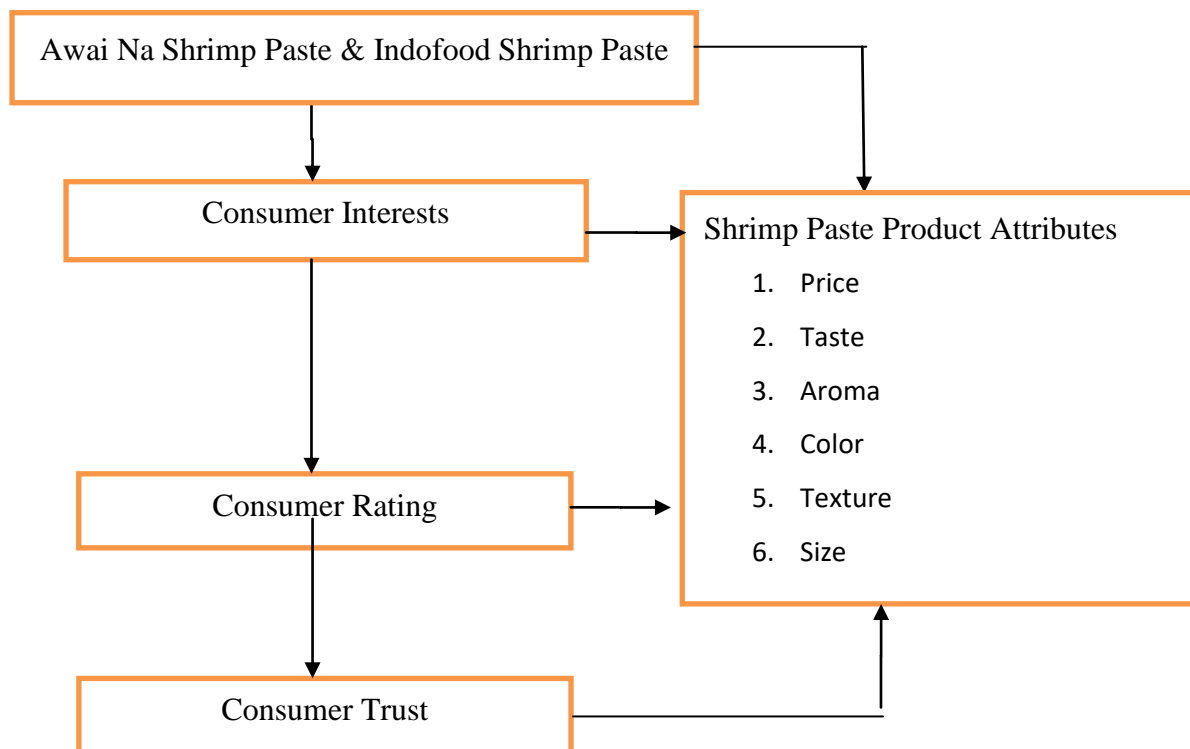 Awai Na Shrimp Paste & Indofood Shrimp Paste
Consumer Interests
Shrimp Paste Product Attributes
1. Price
2. Taste
3. Aroma
4. Color
5. Texture
6. Size
Consumer Rating
Consumer Trust